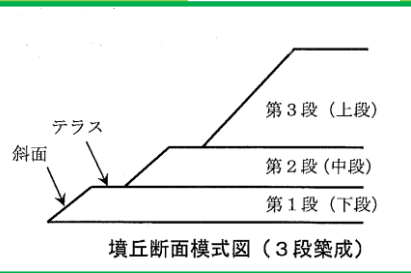 第3段（上段）
テラス
斜面
第2段（中段）
第1段（下段）
墳丘断面模式図（3段築成）